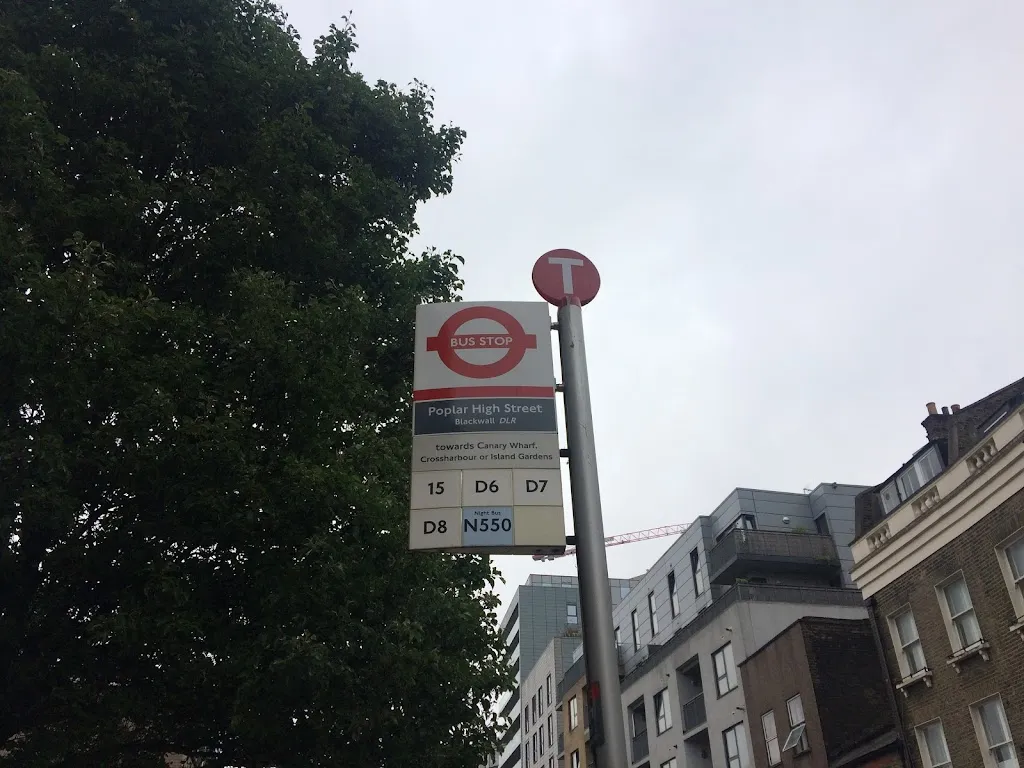 T
BUS STOP
Poplar High Street
Blackwall DLR
towards Canary Wharf,
Crossharbour or Island Gardens
15 D6 D7
Night Bus
D8 N550